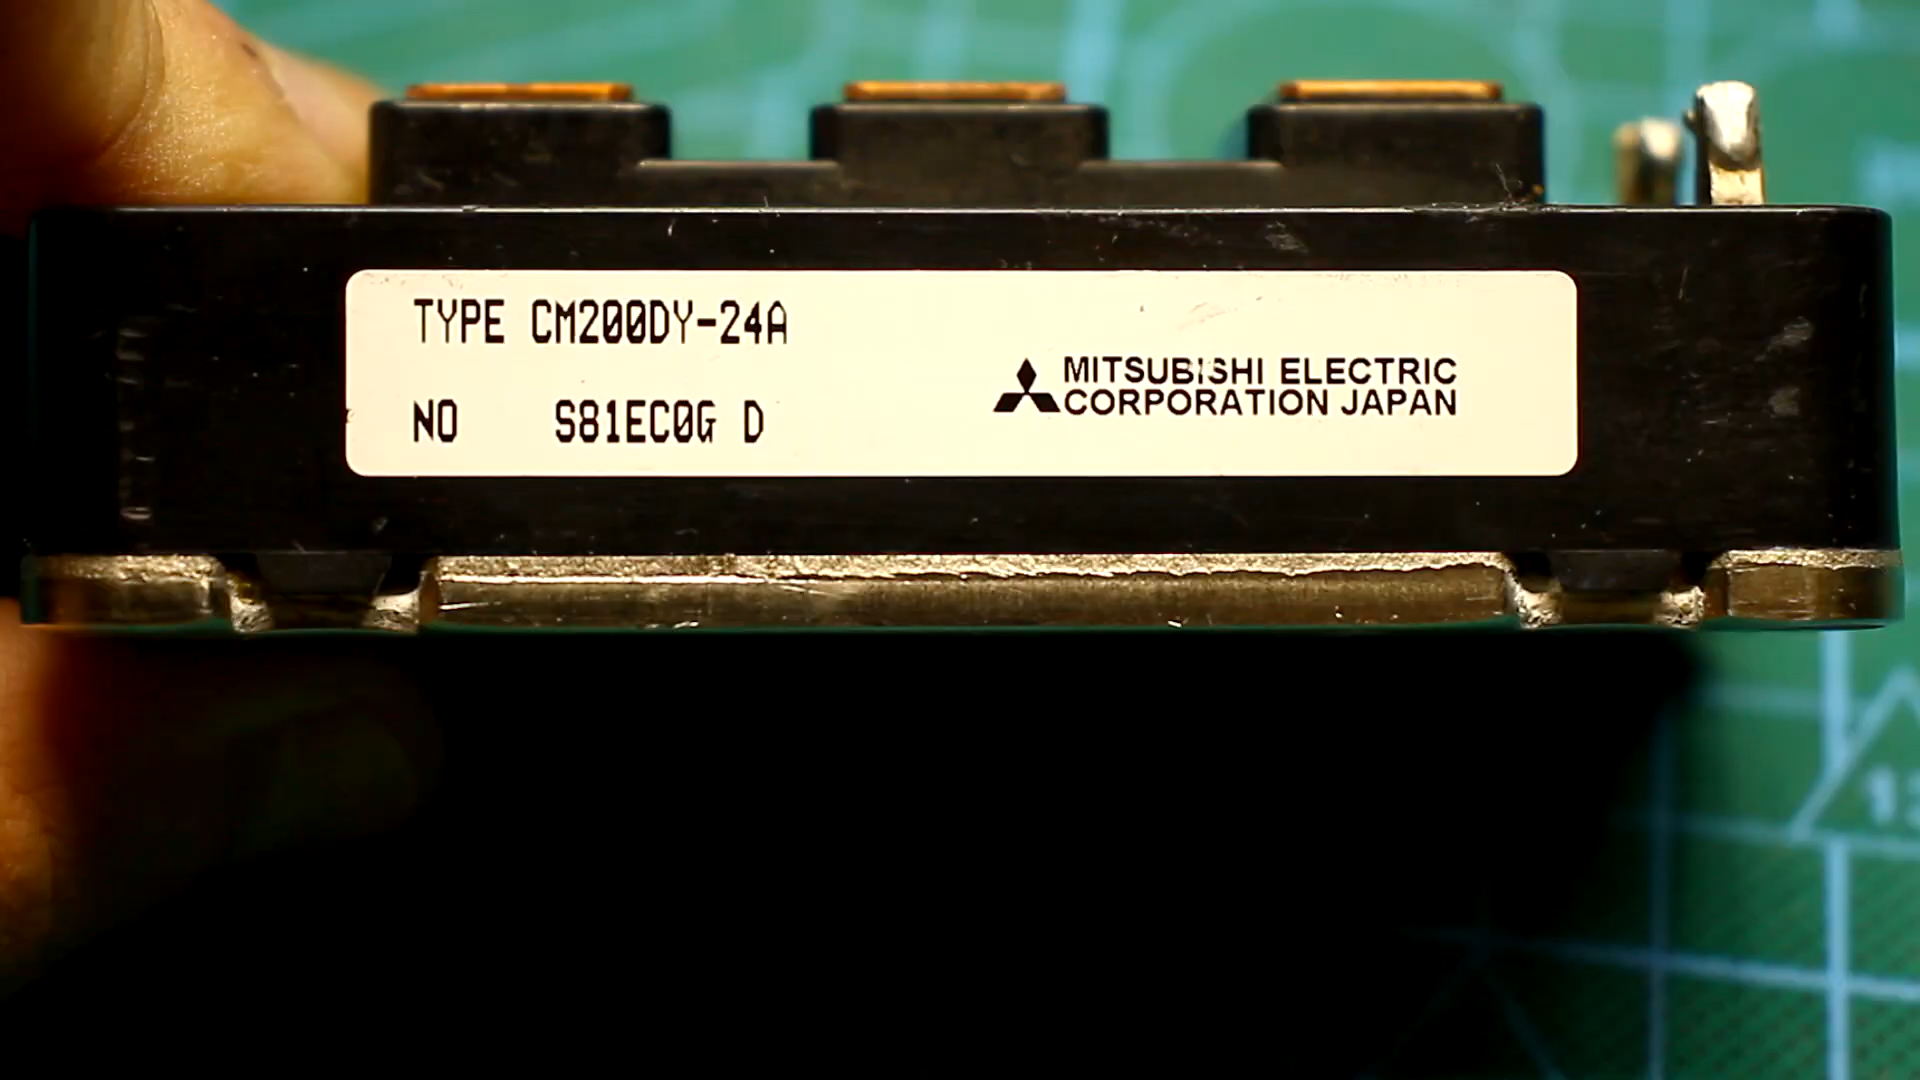 TYPE CM200DY-24A
NO S81EC0G D
MITSUBISHI ELECTRIC
CORPORATION JAPAN